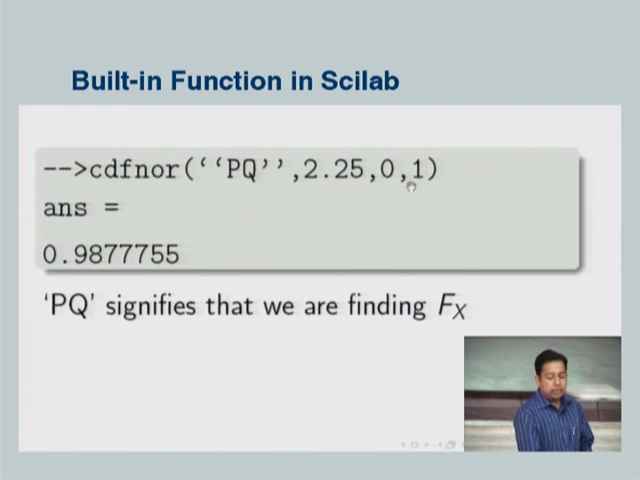 Built-in Function in Scilab
-->cdfnor(‘‘PQ’’,2.25,0,1)
ans =
0.9877755
‘PQ’ signifies that we are finding FX